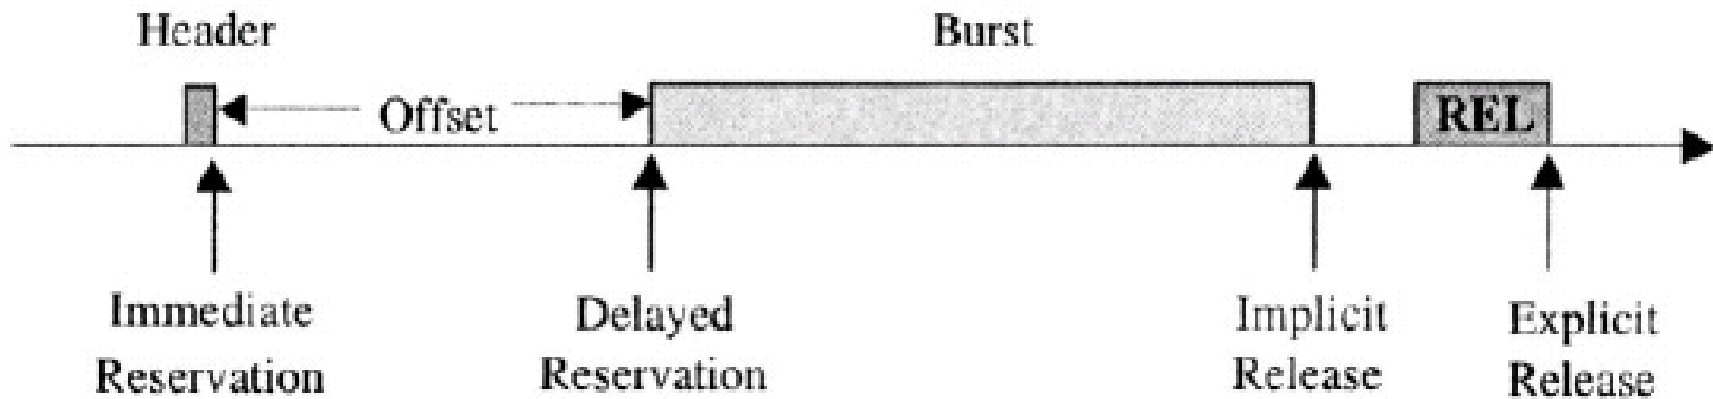 Header
Burst
Offset
REL
Immediate
Reservation
Delayed
Reservation
Implicit
Release
Explicit
Release